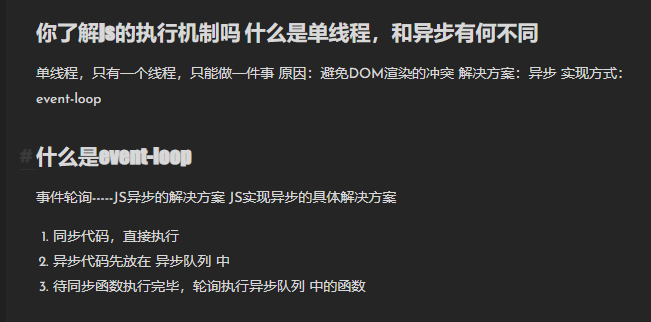 你了解js的执行机制吗 什么是单线程，和异步有何不同
单线程，只有一个线程，只能做一件事 原因：避免DOM渲染的冲突 解决方案：异步 实现方式：
event-loop
# 什么是event-loop
事件轮询-----JS异步的解决方案 JS实现异步的具体解决方案
1. 同步代码，直接执行
2. 异步代码先放在 异步队列 中
3. 待同步函数执行完毕，轮询执行异步队列 中的函数